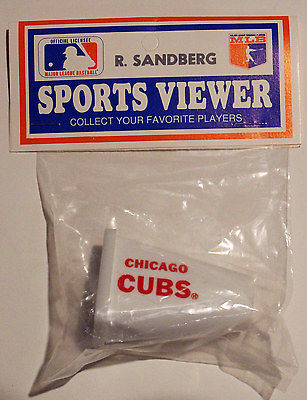 OFFICIAL LICENSEE
MAJOR LEAGUE BASEBALL
R. SANDBERG
MLB
SPORTS VIEWER
COLLECT YOUR FAVORITE PLAYERS
CHICAGO
CUBS®